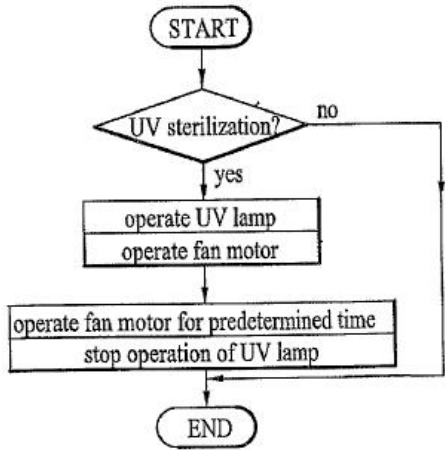 START
UV sterilization?
no
yes
operate UV lamp
operate fan motor
operate fan motor for predetermined time
stop operation of UV lamp
END